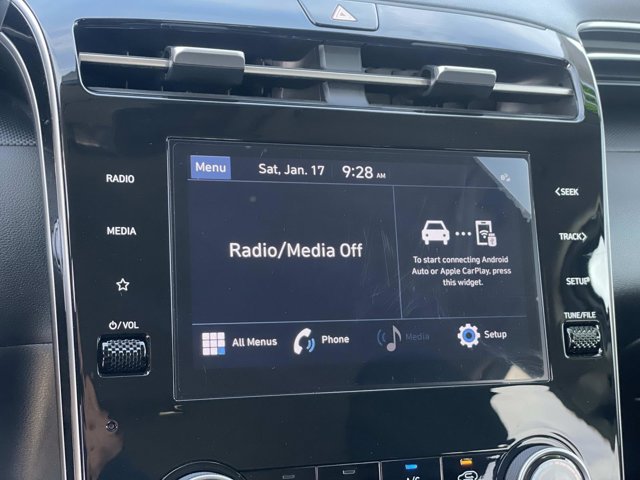 Menu Sat, Jan. 17 9:28 AM
RADIO
MEDIA
⏻/VOL
Radio/Media Off
To start connecting Android
Auto or Apple CarPlay, press
this widget.
All Menus Phone Media Setup
<SEEK
TRACK>
SETUP
TUNE/FILE
A/C